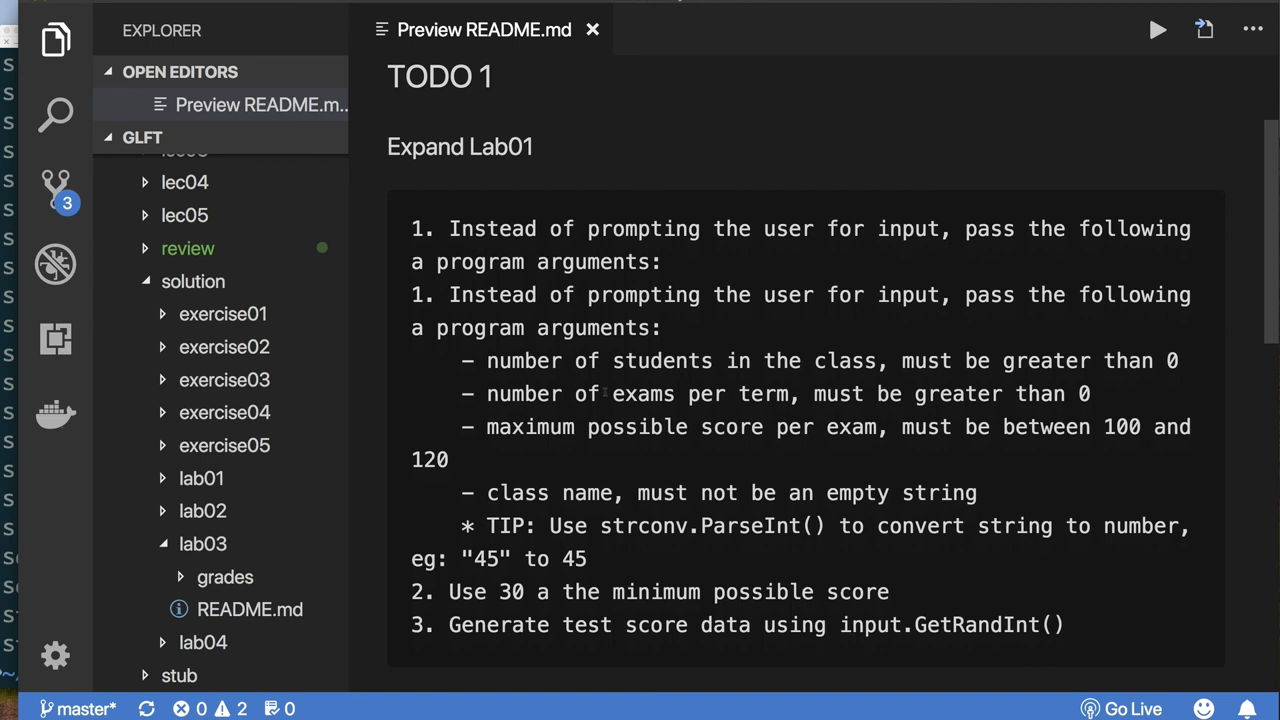 EXPLORER
Preview README.md
OPEN EDITORS
Preview README.m..
GLFT
lec04
lec05
review
solution
exercise01
exercise02
exercise03
exercise04
exercise05
lab01
lab02
lab03
grades
README.md
lab04
stub
3
TODO 1
Expand Lab01
1. Instead of prompting the user for input, pass the following
a program arguments:
1. Instead of prompting the user for input, pass the following
a program arguments:
- number of students in the class, must be greater than 0
- number of exams per term, must be greater than 0
- maximum possible score per exam, must be between 100 and
120
- class name, must not be an empty string
* TIP: Use strconv.ParseInt() to convert string to number,
eg: "45" to 45
2. Use 30 a the minimum possible score
3. Generate test score data using input.GetRandInt()
master* 0 2 0 Go Live